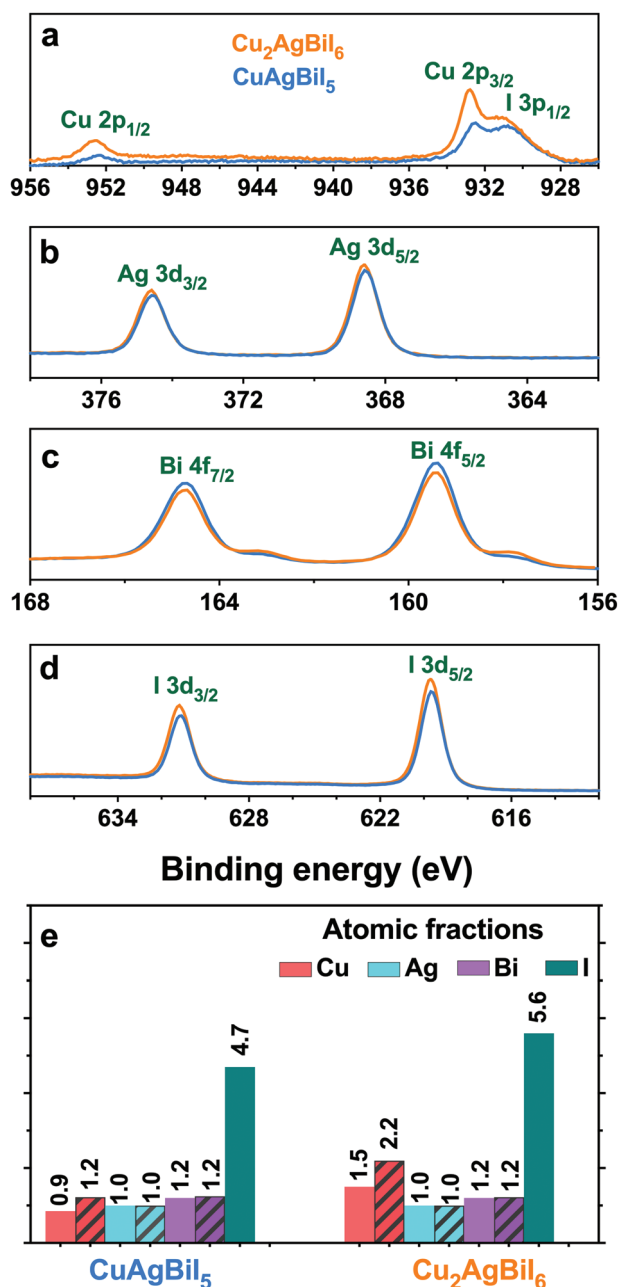 a
Cu₂AgBiI₆
CuAgBiI₅
Cu 2p₁/₂
Cu 2p₃/₂
I 3p₁/₂
956 952 948 944 940 936 932 928
b
Ag 3d₃/₂
Ag 3d₅/₂
376 372 368 364
c
Bi 4f₇/₂
Bi 4f₅/₂
168 164 160 156
d
I 3d₃/₂
I 3d₅/₂
634 628 622 616
Binding energy (eV)
e
Atomic fractions
Cu Ag Bi I
0.9 1.2 1.0 1.0 1.2 1.2 4.7
1.5 2.2 1.0 1.0 1.2 1.2 5.6
CuAgBiI₅
Cu₂AgBiI₆